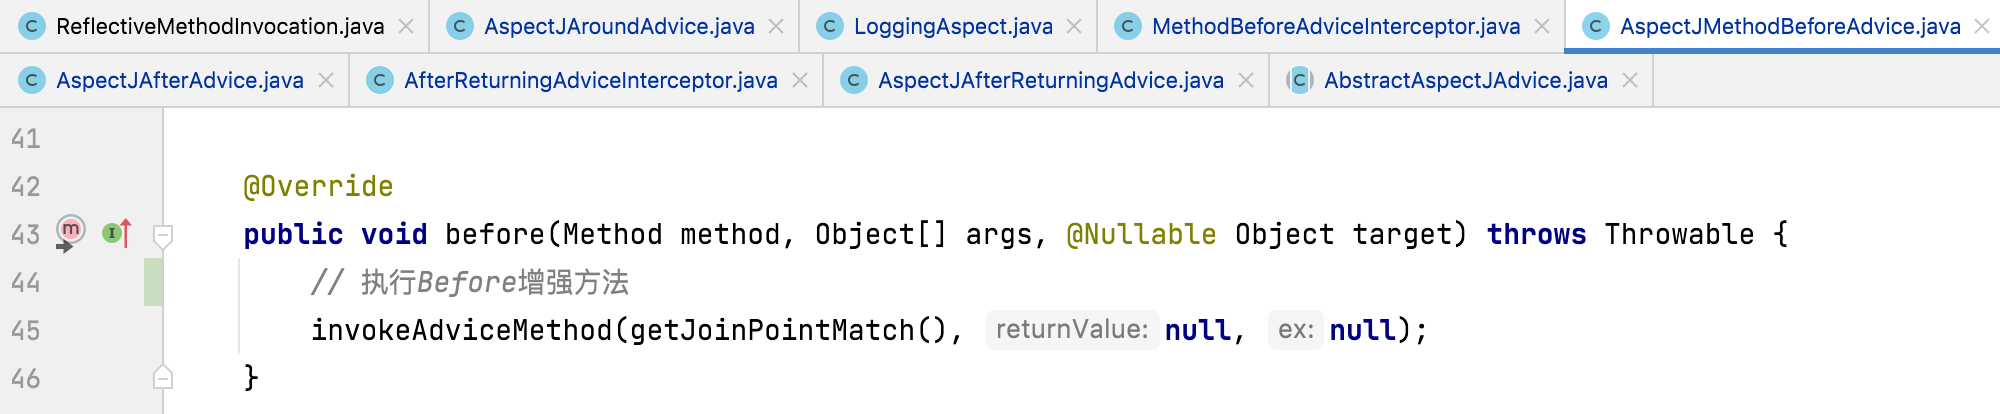 ReflectiveMethodInvocation.java AspectJAroundAdvice.java LoggingAspect.java MethodBeforeAdviceInterceptor.java AspectJMethodBeforeAdvice.java
AspectJAfterAdvice.java AfterReturningAdviceInterceptor.java AspectJAfterReturningAdvice.java AbstractAspectJAdvice.java
41
42 @Override
43 public void before(Method method, Object[] args, @Nullable Object target) throws Throwable {
44 // 执行Before增强方法
45 invokeAdviceMethod(getJoinPointMatch(), returnValue: null, ex: null);
46 }